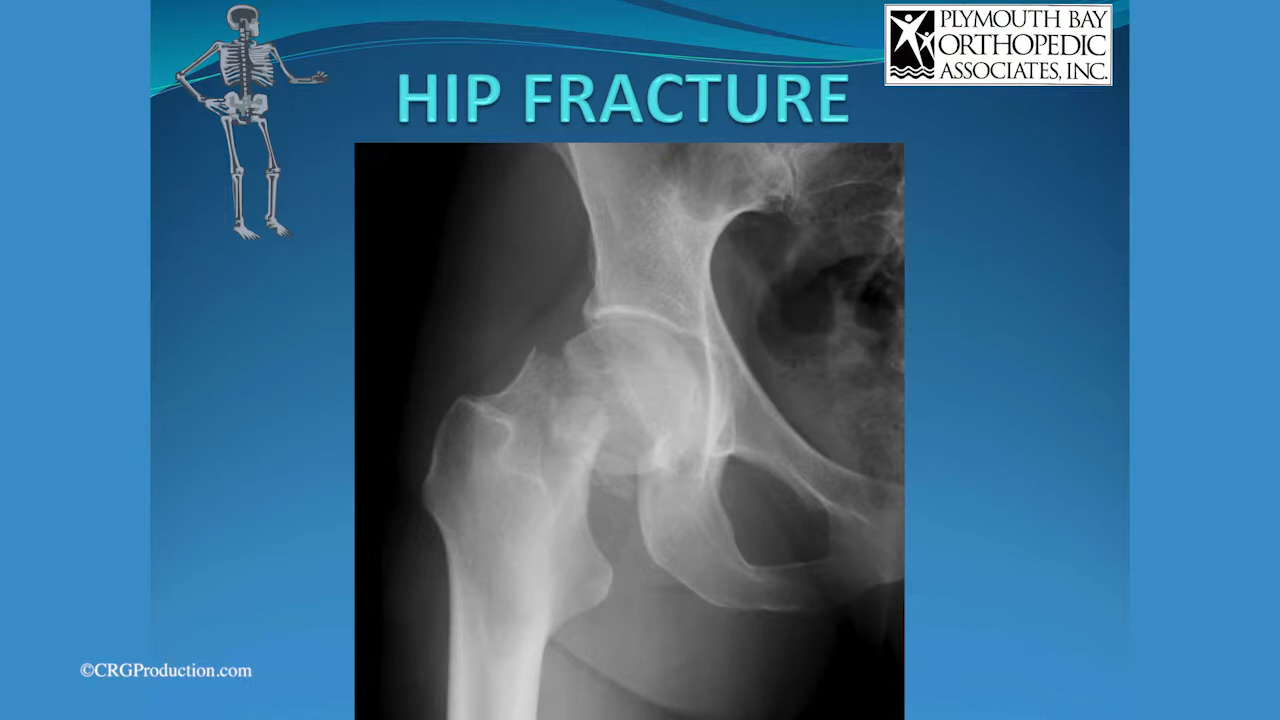 PLYMOUTH BAY
ORTHOPEDIC
ASSOCIATES, INC.
HIP FRACTURE
©CRGProduction.com